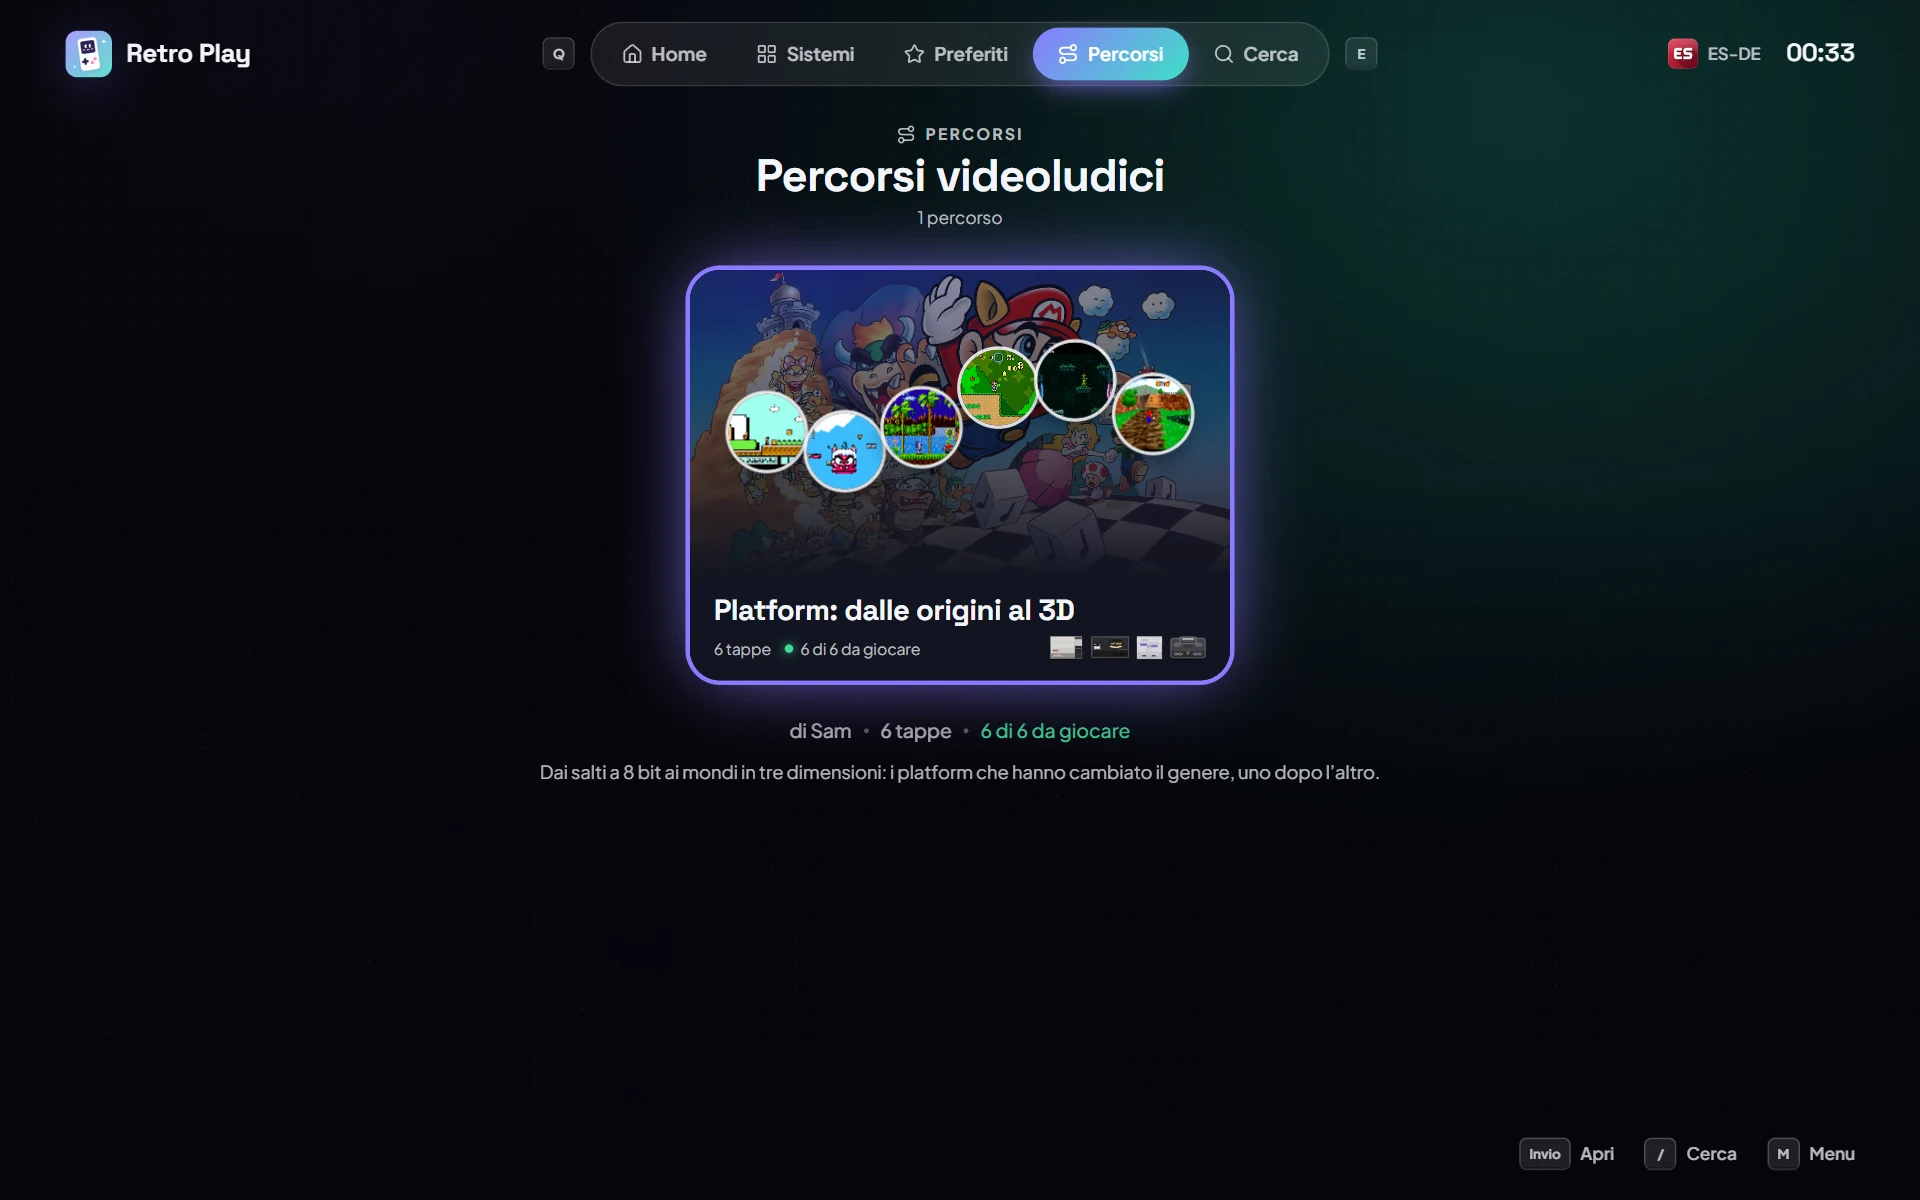 Retro Play
Q
Home
Sistemi
Preferiti
Percorsi
Cerca
E
ES
ES-DE
00:33
PERCORSI
Percorsi videoludici
1 percorso
Platform: dalle origini al 3D
6 tappe
6 di 6 da giocare
di Sam • 6 tappe • 6 di 6 da giocare
Dai salti a 8 bit ai mondi in tre dimensioni: i platform che hanno cambiato il genere, uno dopo l’altro.
Invio
Apri
/
Cerca
M
Menu